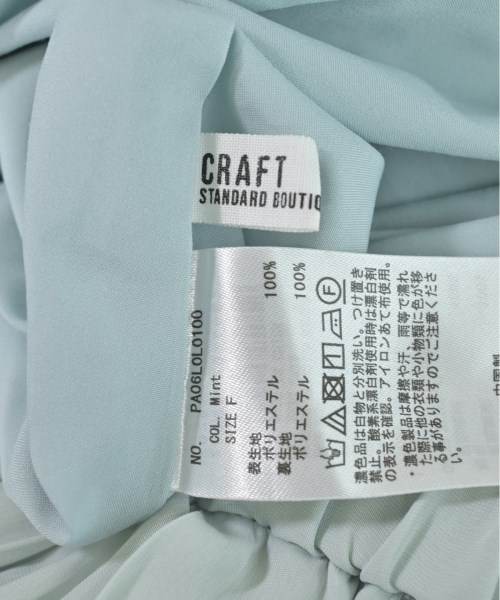 CRAFT
STANDARD BOUTIQ
NO. PA06L0L0100
COL. Mint
SIZE F
表生地
ポリエステル 100%
裏生地
ポリエステル 100%
F
濃色品は白物と分別洗い。つけ置き
禁止。酸素系漂白剤使用時は漂白剤
の表示を確認。アイロンあて布使用。
・濃色製品は摩擦や汗、雨等で濡れ
た際に他の衣類や小物類に色が移
る事がありますのでご注意くださ
い。